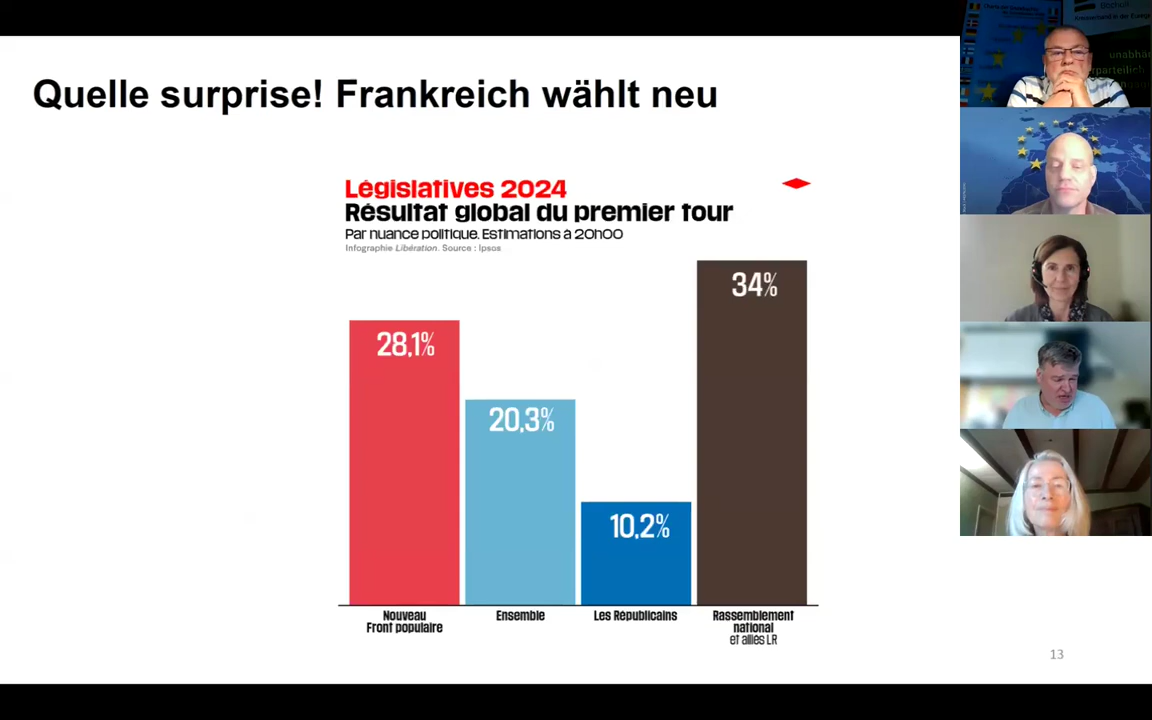 Quelle surprise! Frankreich wählt neu
Législatives 2024
Résultat global du premier tour
Par nuance politique. Estimations à 20h00
Infographie Libération. Source : Ipsos
34%
28,1%
20,3%
10,2%
Nouveau
Front populaire
Ensemble
Les Républicains
Rassemblement
national
et alliés LR
13
unabhä
rparteilich